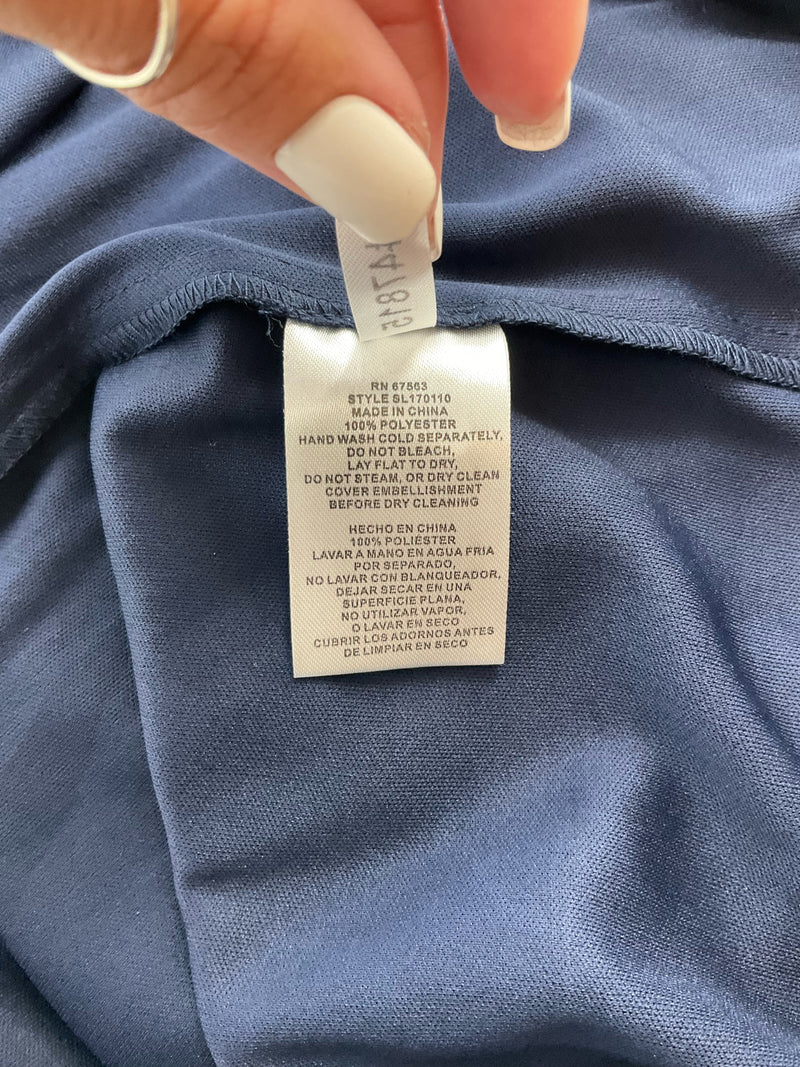 A47815
RN 67563
STYLE SL170110
MADE IN CHINA
100% POLYESTER
HAND WASH COLD SEPARATELY,
DO NOT BLEACH,
LAY FLAT TO DRY,
DO NOT STEAM, OR DRY CLEAN
COVER EMBELLISHMENT
BEFORE DRY CLEANING
HECHO EN CHINA
100% POLIÉSTER
LAVAR A MANO EN AGUA FRIA
POR SEPARADO,
NO LAVAR CON BLANQUEADOR,
DEJAR SECAR EN UNA
SUPERFICIE PLANA,
NO UTILIZAR VAPOR,
O LAVAR EN SECO
CUBRIR LOS ADORNOS ANTES
DE LIMPIAR EN SECO